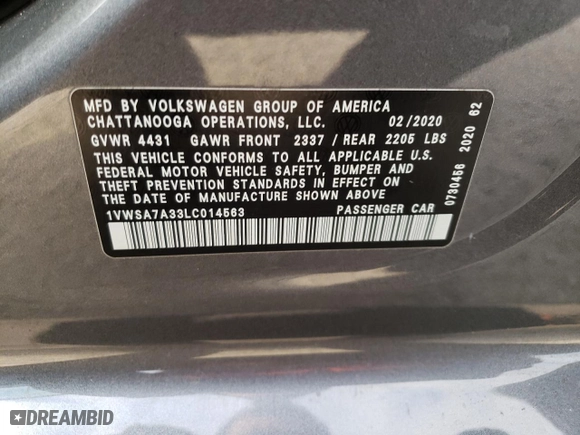 MFD BY VOLKSWAGEN GROUP OF AMERICA
CHATTANOOGA OPERATIONS, LLC. 02/2020
GVWR 4431 GAWR FRONT 2337 / REAR 2205 LBS
THIS VEHICLE CONFORMS TO ALL APPLICABLE U.S.
FEDERAL MOTOR VEHICLE SAFETY, BUMPER AND
THEFT PREVENTION STANDARDS IN EFFECT ON
THE DATE OF MANUFACTURE SHOWN ABOVE
1VWSA7A33LC014563 PASSENGER CAR
0730456 2020 62
DREAMBID